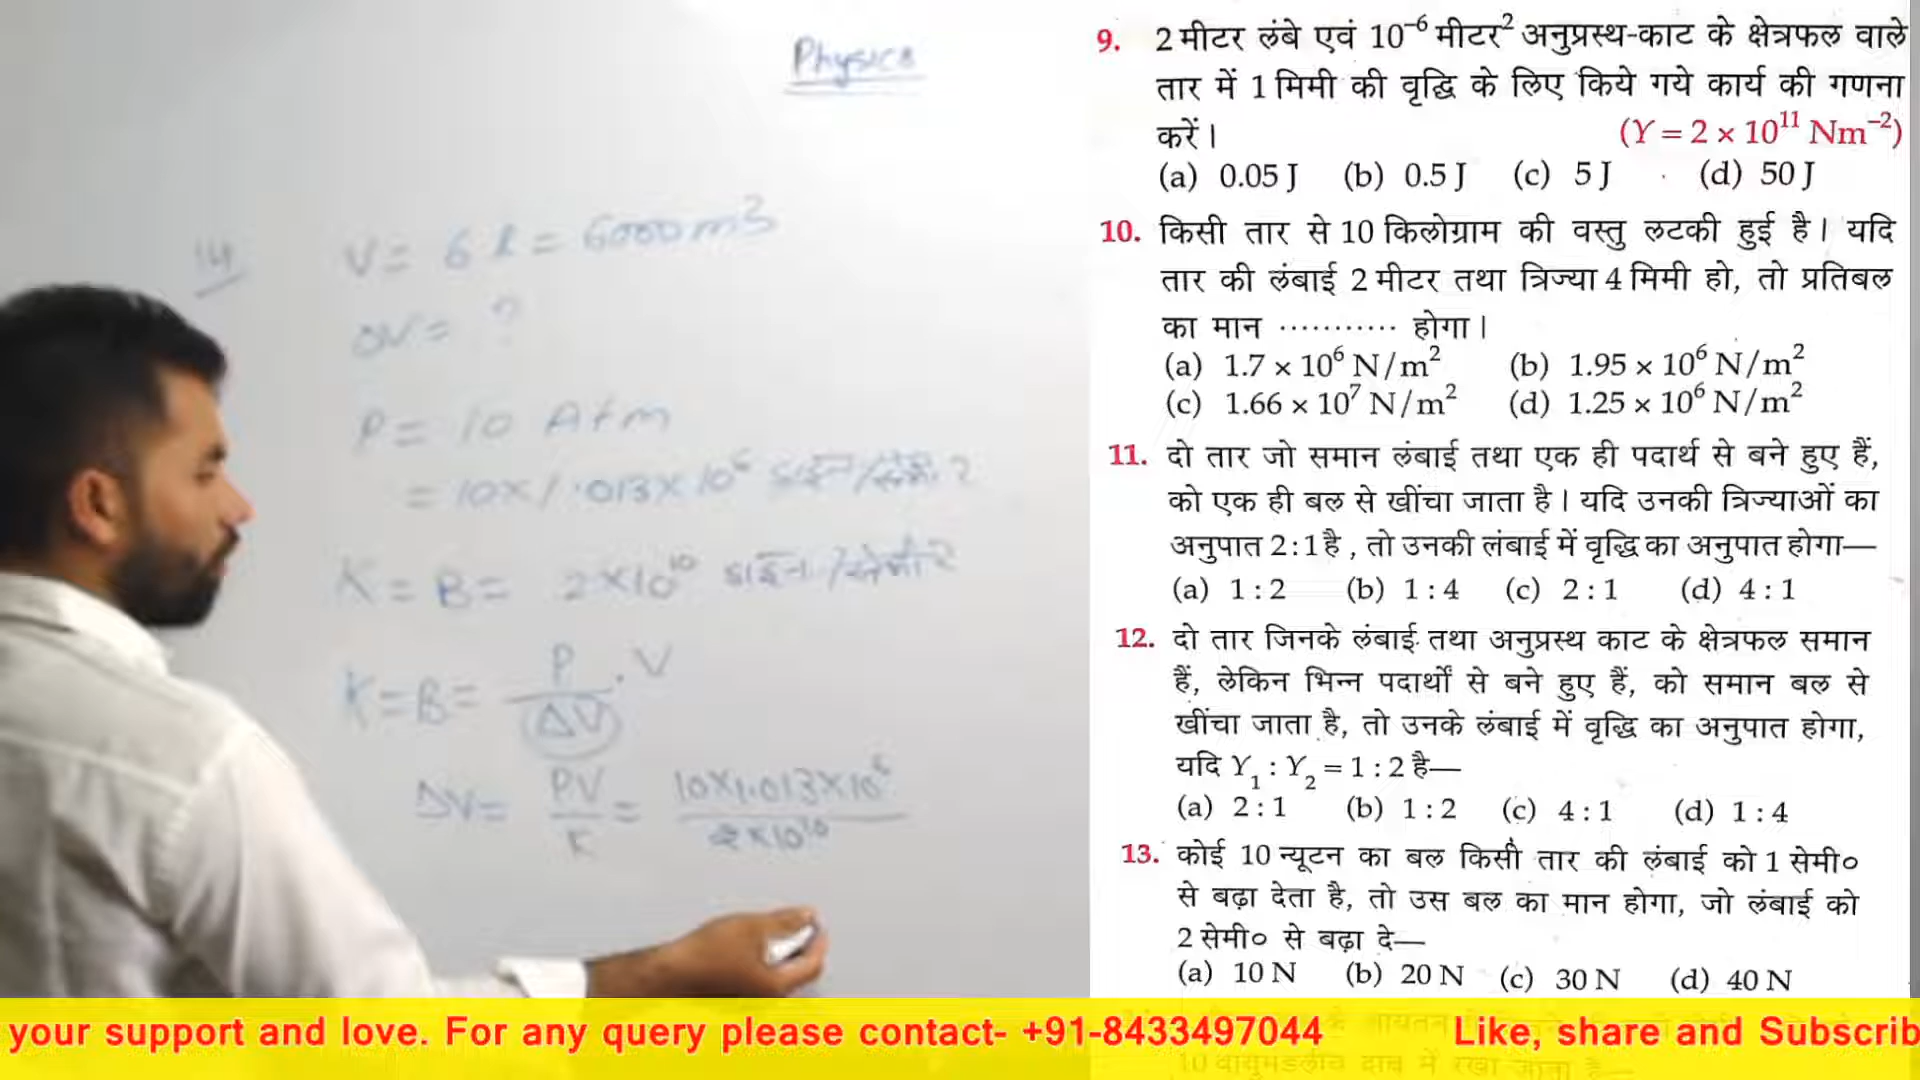 Physics
14
V = 6 l = 6000 m3
ΔV = ?
P = 10 Atm
= 10×1.013×10⁶ डाइन/सेमी2
K = B = 2×10¹⁰ डाइन/सेमी2
K = B = P/ΔV . V
ΔV = PV/K = 10×1.013×10⁶/2×10¹⁰
9. 2 मीटर लंबे एवं 10⁻⁶ मीटर² अनुप्रस्थ-काट के क्षेत्रफल वाले
तार में 1 मिमी की वृद्धि के लिए किये गये कार्य की गणना
करें। (Y = 2 × 10¹¹ Nm⁻²)
(a) 0.05 J (b) 0.5 J (c) 5 J (d) 50 J
10. किसी तार से 10 किलोग्राम की वस्तु लटकी हुई है। यदि
तार की लंबाई 2 मीटर तथा त्रिज्या 4 मिमी हो, तो प्रतिबल
का मान ........... होगा।
(a) 1.7 × 10⁶ N/m² (b) 1.95 × 10⁶ N/m²
(c) 1.66 × 10⁷ N/m² (d) 1.25 × 10⁶ N/m²
11. दो तार जो समान लंबाई तथा एक ही पदार्थ से बने हुए हैं,
को एक ही बल से खींचा जाता है। यदि उनकी त्रिज्याओं का
अनुपात 2 : 1 है, तो उनकी लंबाई में वृद्धि का अनुपात होगा—
(a) 1 : 2 (b) 1 : 4 (c) 2 : 1 (d) 4 : 1
12. दो तार जिनके लंबाई तथा अनुप्रस्थ काट के क्षेत्रफल समान
हैं, लेकिन भिन्न पदार्थों से बने हुए हैं, को समान बल से
खींचा जाता है, तो उनके लंबाई में वृद्धि का अनुपात होगा,
यदि Y₁ : Y₂ = 1 : 2 है—
(a) 2 : 1 (b) 1 : 2 (c) 4 : 1 (d) 1 : 4
13. कोई 10 न्यूटन का बल किसी तार की लंबाई को 1 सेमी०
से बढ़ा देता है, तो उस बल का मान होगा, जो लंबाई को
2 सेमी० से बढ़ा दे—
(a) 10 N (b) 20 N (c) 30 N (d) 40 N
10 वायुमंडलीय दाब में रखा जाता है—
your support and love. For any query please contact- +91-8433497044 Like, share and Subscrib